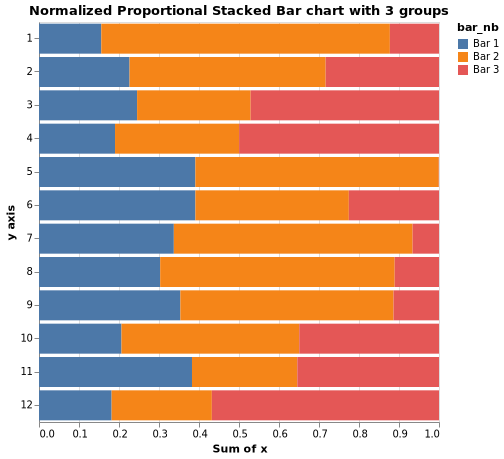 Normalized Proportional Stacked Bar chart with 3 groups
bar_nb
Bar 1
Bar 2
Bar 3
y axis
1
2
3
4
5
6
7
8
9
10
11
12
0.0 0.1 0.2 0.3 0.4 0.5 0.6 0.7 0.8 0.9 1.0
Sum of x